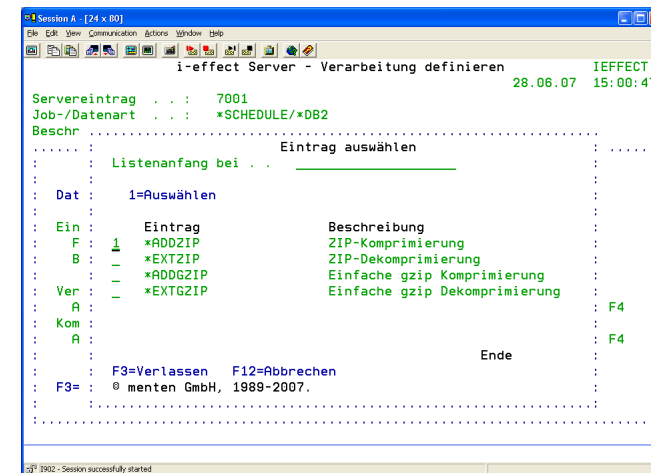 Session A - [24 x 80]
File Edit View Communication Actions Window Help
i-effect Server - Verarbeitung definieren IEFFECT
28.06.07 15:00:47
Servereintrag . . : 7001
Job-/Datenart . . : *SCHEDULE/*DB2
Beschr ...............................................................
...... : Eintrag auswählen : .....
: : Listenanfang bei . . :
: : :
: Dat : 1=Auswählen :
: : :
: Ein : Eintrag Beschreibung :
: F : 1 *ADDZIP ZIP-Komprimierung :
: B : _ *EXTZIP ZIP-Dekomprimierung :
: : _ *ADDGZIP Einfache gzip Komprimierung :
: Ver : _ *EXTGZIP Einfache gzip Dekomprimierung :
: A : : F4
: Kom : :
: A : : F4
: : Ende :
: : F3=Verlassen F12=Abbrechen :
: F3= : © menten GmbH, 1989-2007. :
: :..............................................................:
:...............................................................................
I902 - Session successfully started